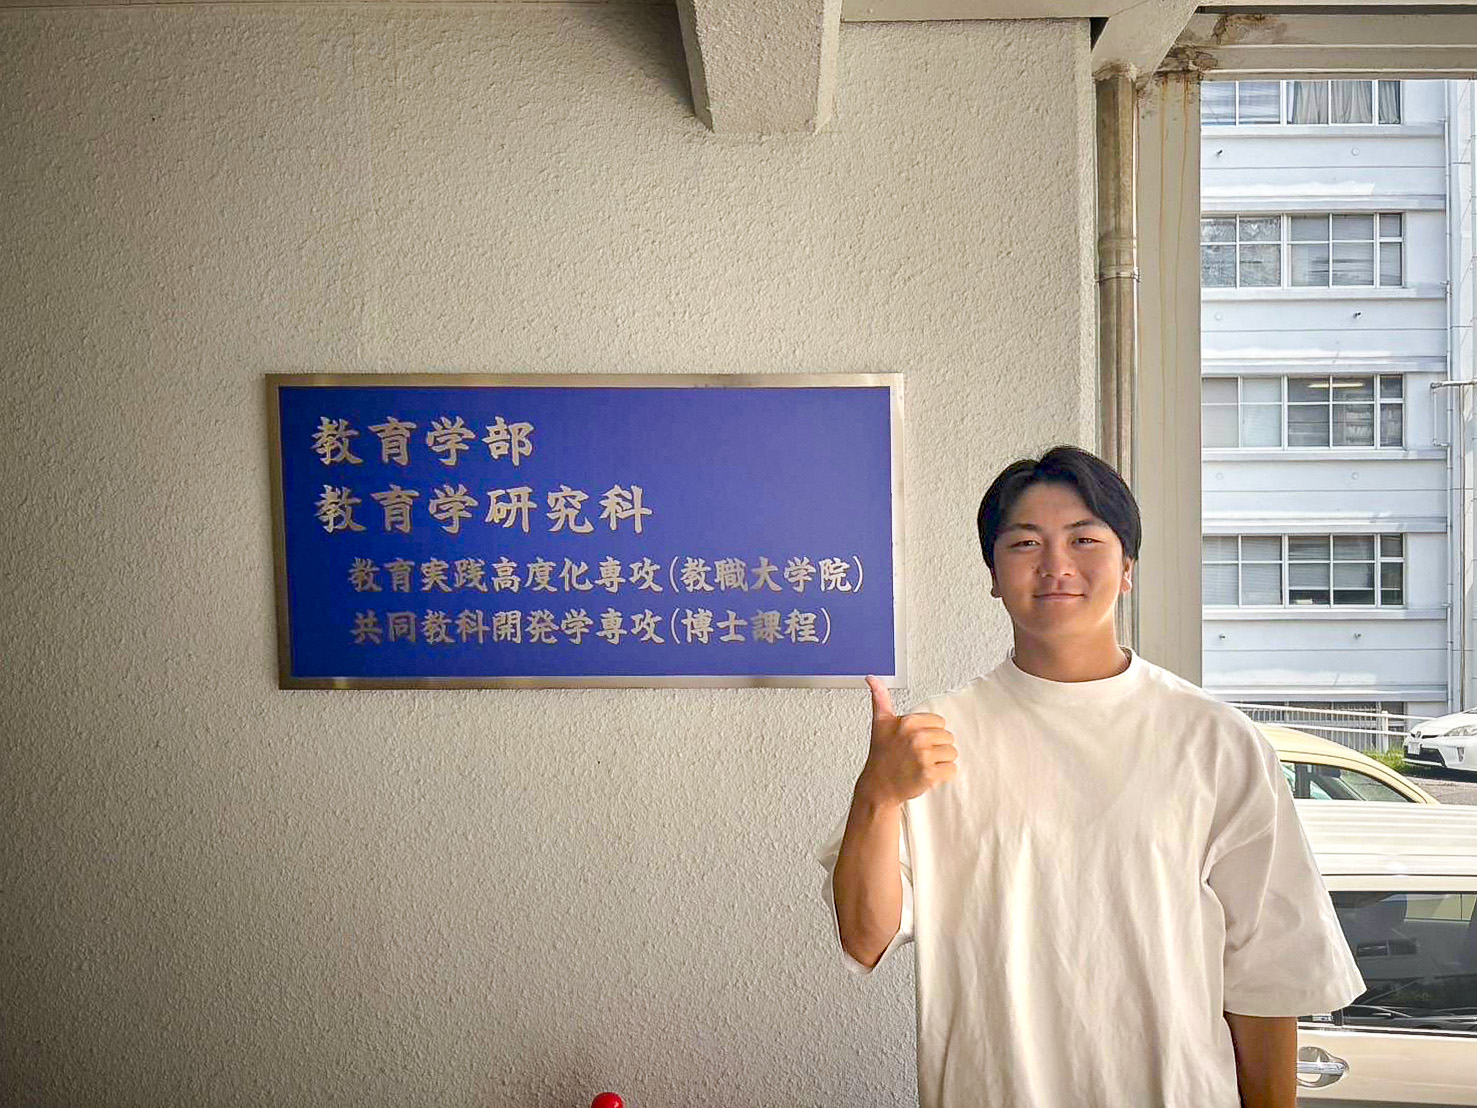 教育学部
教育学研究科
教育実践高度化専攻(教職大学院)
共同教科開発学専攻(博士課程)